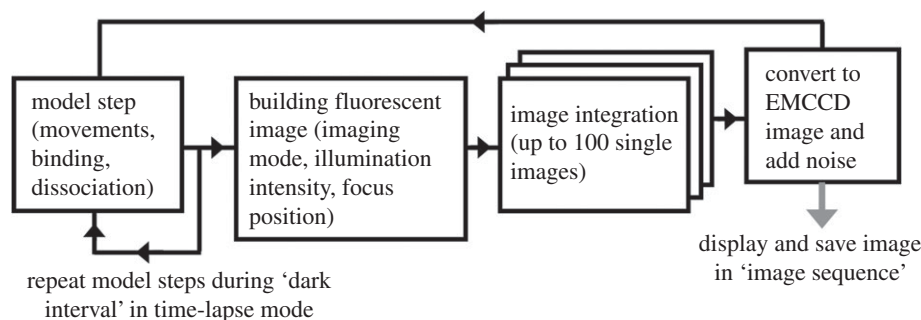 model step
(movements,
binding,
dissociation)
building fluorescent
image (imaging
mode, illumination
intensity, focus
position)
image integration
(up to 100 single
images)
convert to
EMCCD
image and
add noise
repeat model steps during ‘dark
interval’ in time-lapse mode
display and save image
in ‘image sequence’